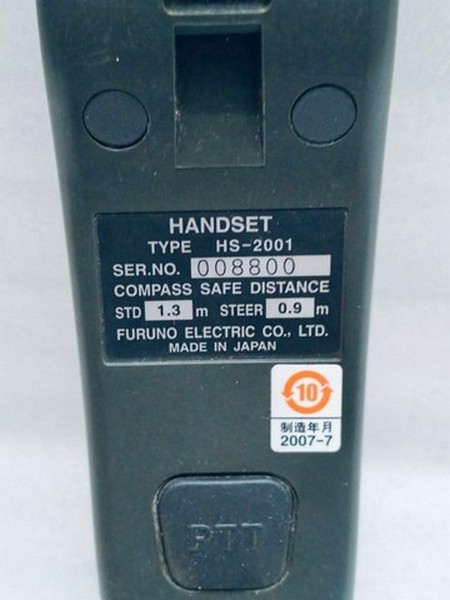 HANDSET
TYPE HS-2001
SER.NO. 008800
COMPASS SAFE DISTANCE
STD 1.3 m STEER 0.9 m
FURUNO ELECTRIC CO., LTD.
MADE IN JAPAN
10
制造年月
2007-7
PTT